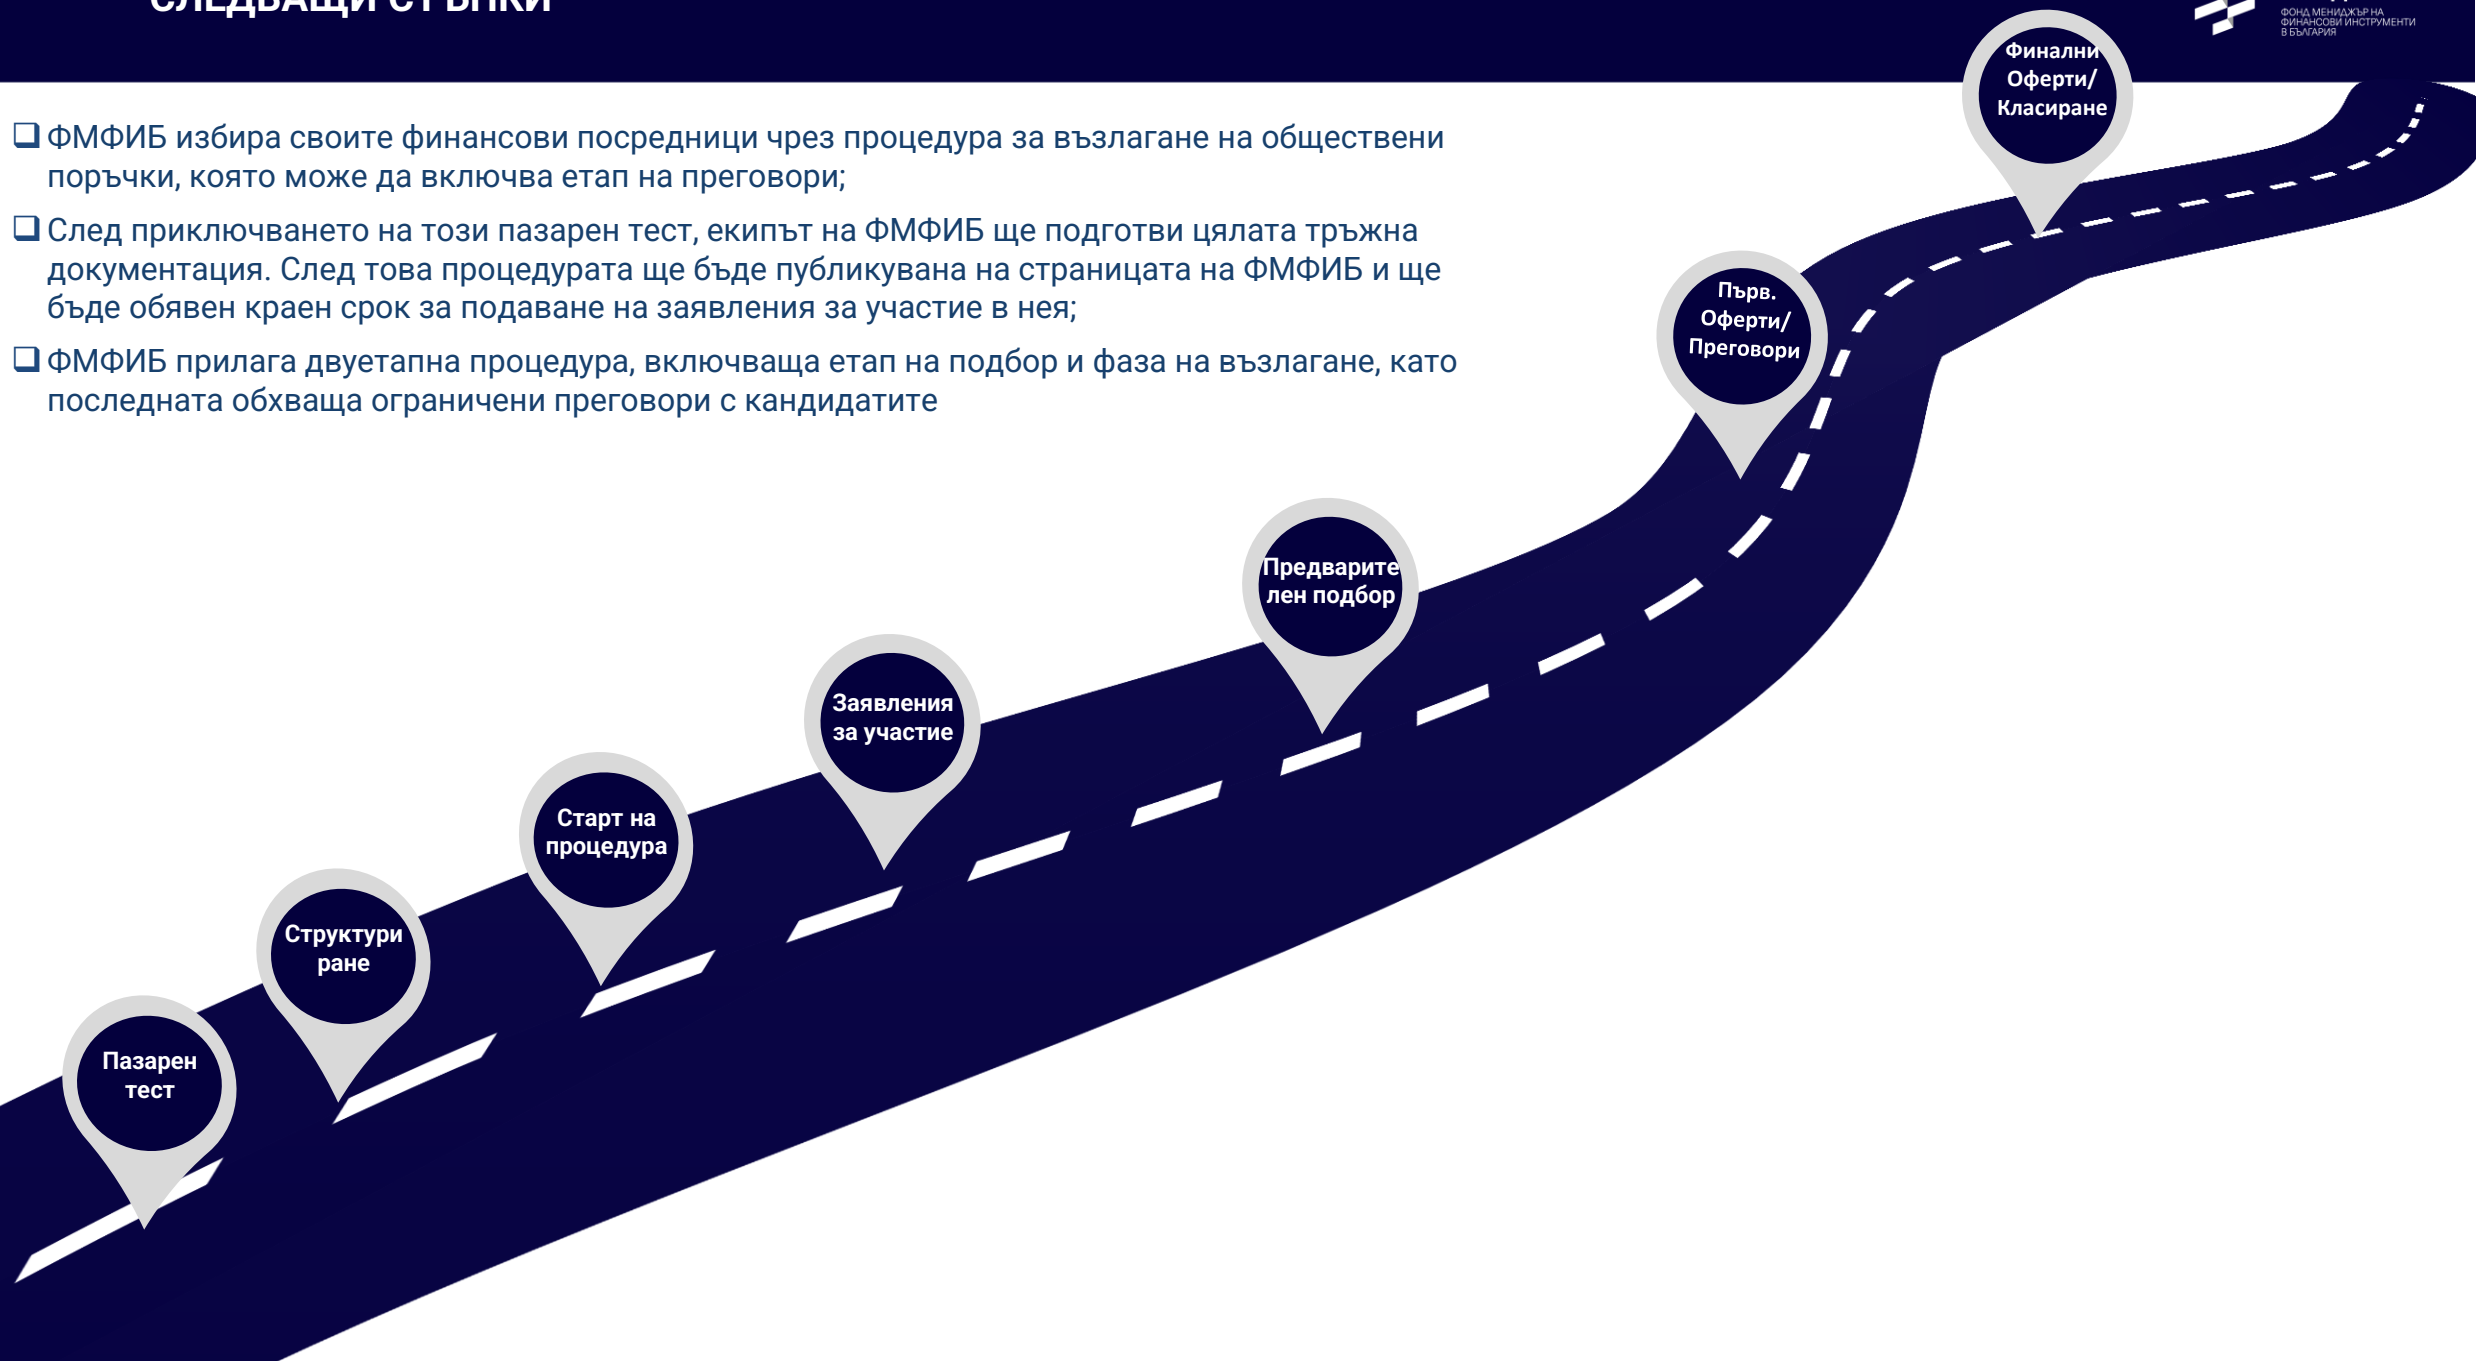 СЛЕДВАЩИ СТЪПКИ
ФОНД МЕНИДЖЪР НА
ФИНАНСОВИ ИНСТРУМЕНТИ
В БЪЛГАРИЯ
ФМФИБ избира своите финансови посредници чрез процедура за възлагане на обществени
поръчки, която може да включва етап на преговори;
След приключването на този пазарен тест, екипът на ФМФИБ ще подготви цялата тръжна
документация. След това процедурата ще бъде публикувана на страницата на ФМФИБ и ще
бъде обявен краен срок за подаване на заявления за участие в нея;
ФМФИБ прилага двуетапна процедура, включваща етап на подбор и фаза на възлагане, като
последната обхваща ограничени преговори с кандидатите
Финални
Оферти/
Класиране
Първ.
Оферти/
Преговори
Предварите
лен подбор
Заявления
за участие
Старт на
процедура
Структури
ране
Пазарен
тест